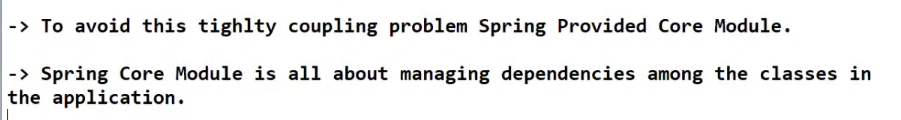 -> To avoid this tighlty coupling problem Spring Provided Core Module.
-> Spring Core Module is all about managing dependencies among the classes in
the application.